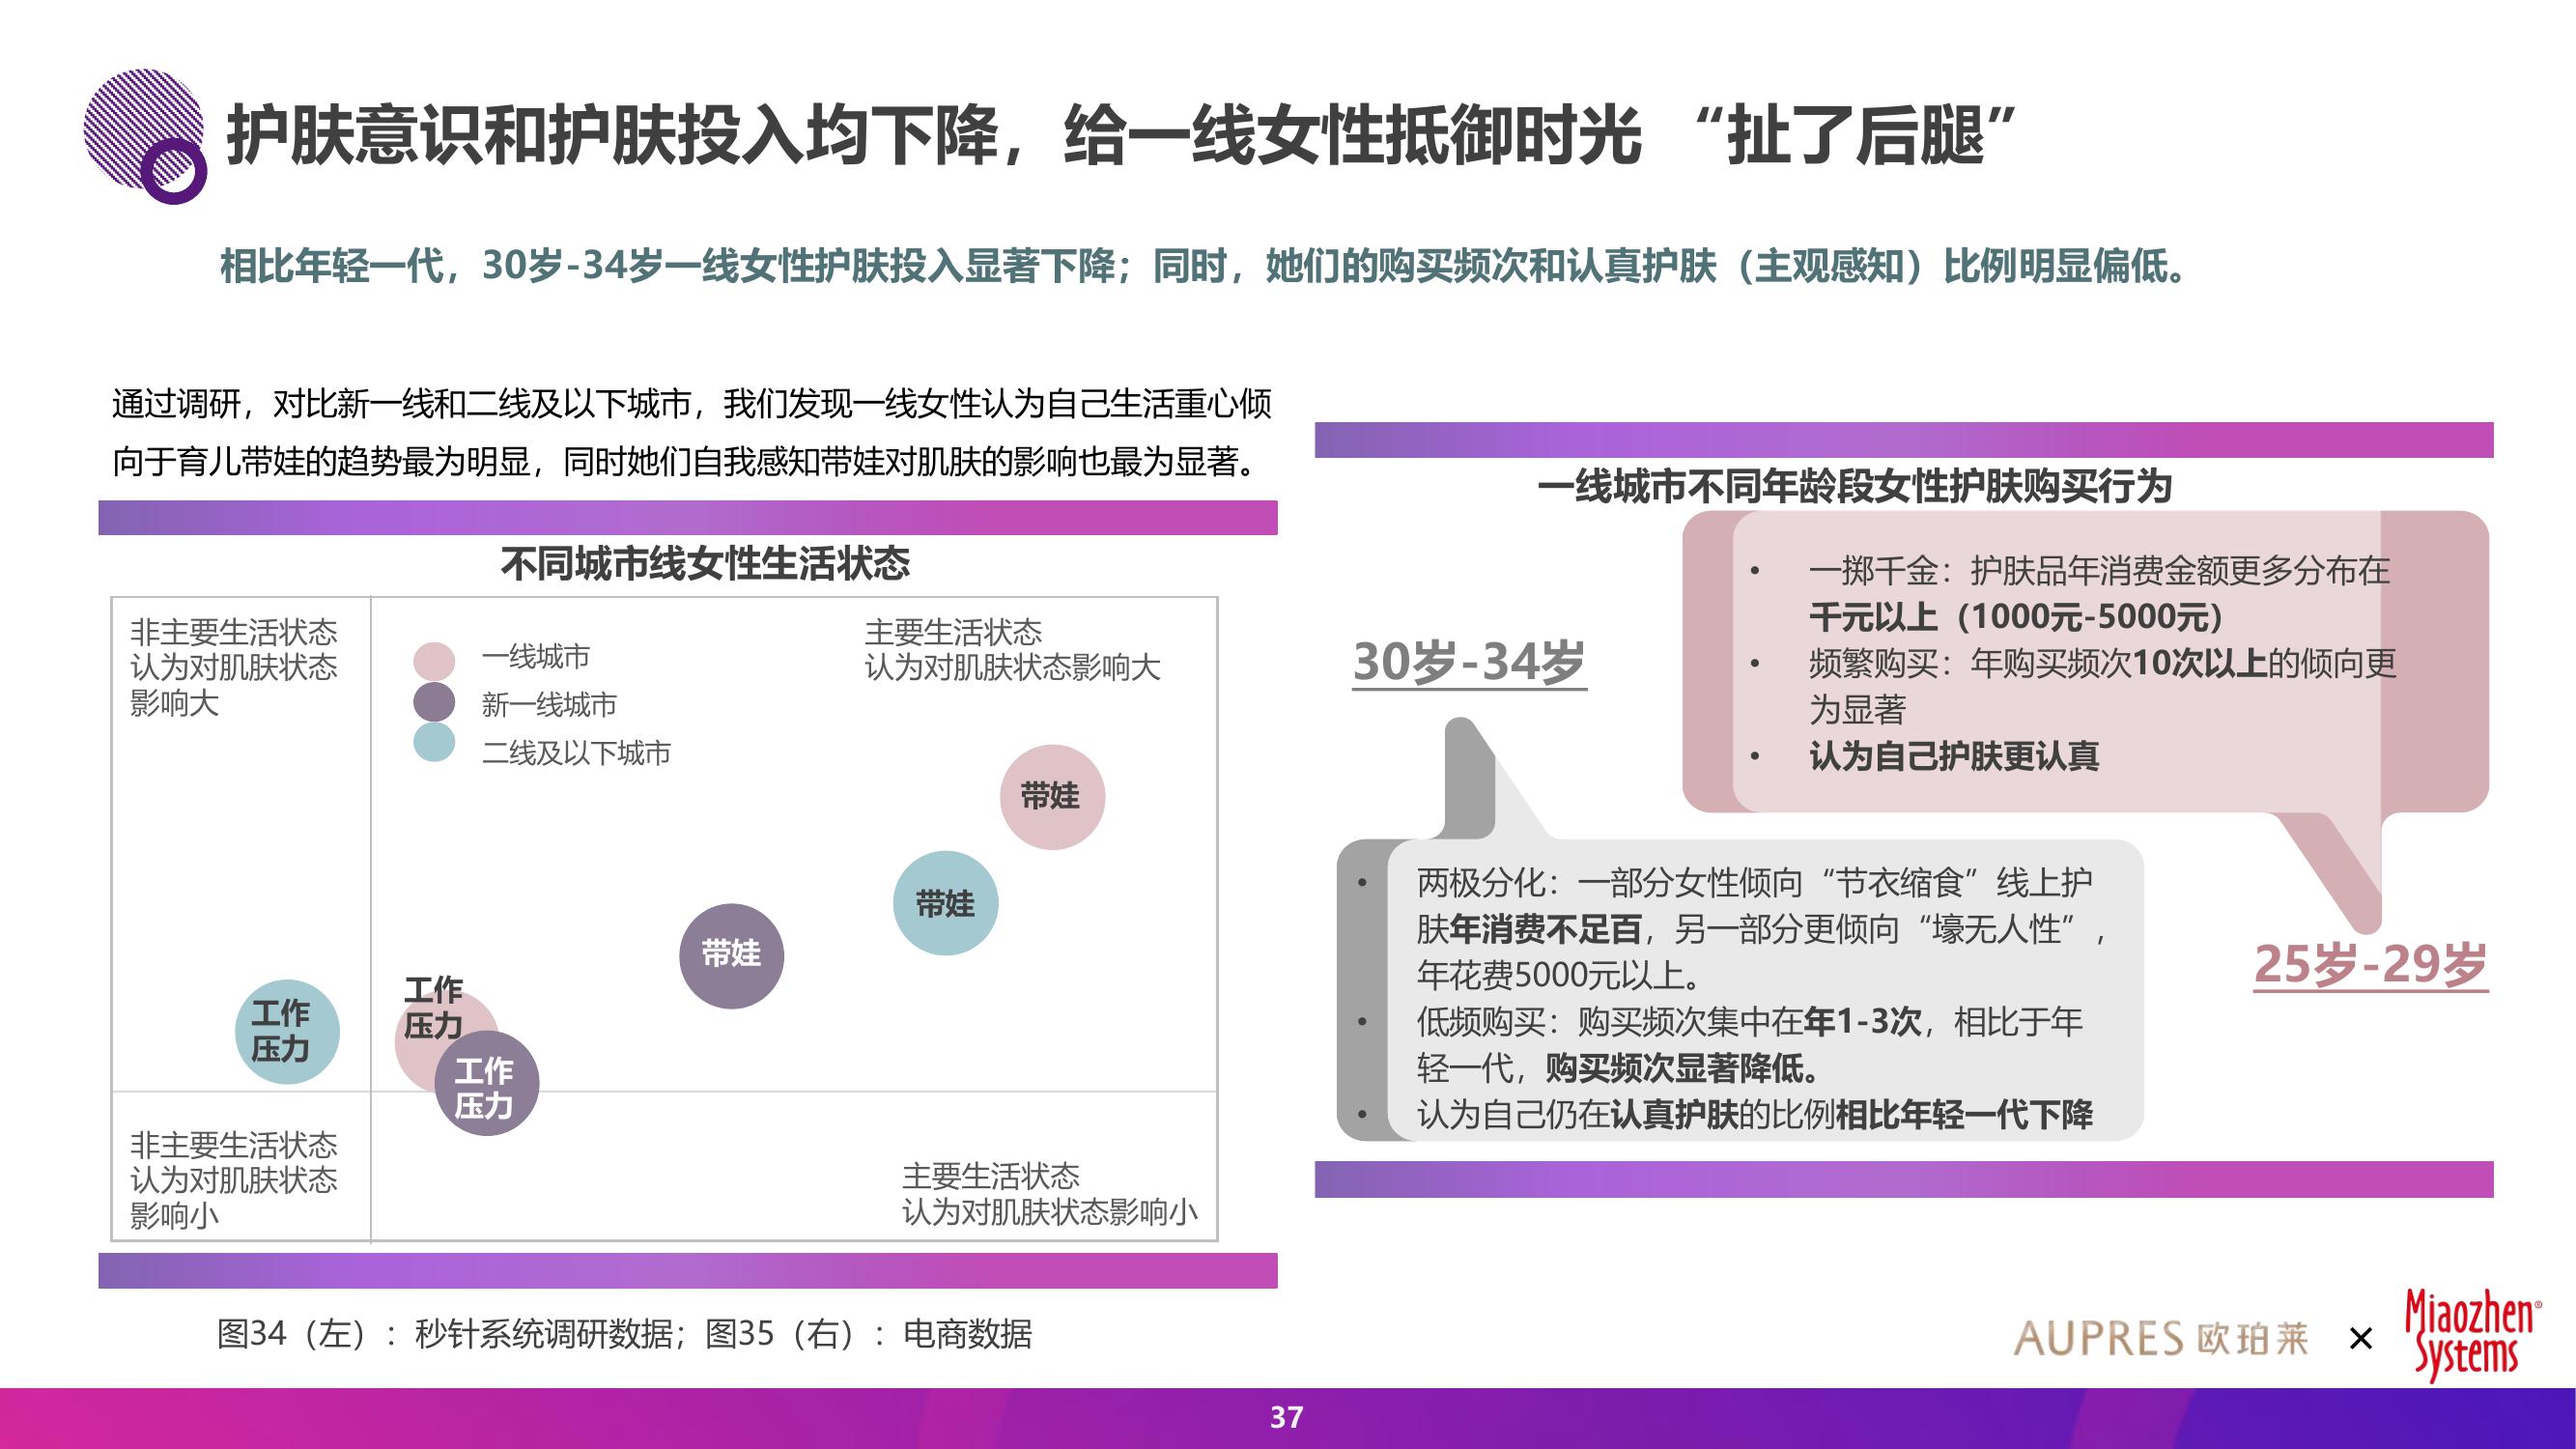 护肤意识和护肤投入均下降，给一线女性抵御时光 “扯了后腿”
相比年轻一代，30岁-34岁一线女性护肤投入显著下降；同时，她们的购买频次和认真护肤（主观感知）比例明显偏低。
通过调研，对比新一线和二线及以下城市，我们发现一线女性认为自己生活重心倾
向于育儿带娃的趋势最为明显，同时她们自我感知带娃对肌肤的影响也最为显著。
不同城市线女性生活状态
非主要生活状态
认为对肌肤状态
影响大
一线城市
新一线城市
二线及以下城市
主要生活状态
认为对肌肤状态影响大
带娃
带娃
带娃
工作
压力
工作
压力
工作
压力
非主要生活状态
认为对肌肤状态
影响小
主要生活状态
认为对肌肤状态影响小
一线城市不同年龄段女性护肤购买行为
• 一掷千金：护肤品年消费金额更多分布在
千元以上（1000元-5000元）
• 频繁购买：年购买频次10次以上的倾向更
为显著
• 认为自己护肤更认真
30岁-34岁
• 两极分化：一部分女性倾向“节衣缩食”线上护
肤年消费不足百，另一部分更倾向“壕无人性”，
年花费5000元以上。
• 低频购买：购买频次集中在年1-3次，相比于年
轻一代，购买频次显著降低。
• 认为自己仍在认真护肤的比例相比年轻一代下降
25岁-29岁
图34（左）：秒针系统调研数据；图35（右）：电商数据
AUPRES 欧珀莱 × Miaozhen®
Systems
37